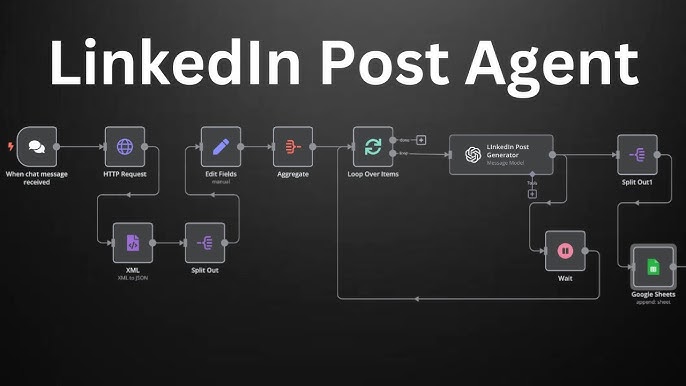 LinkedIn Post Agent
When chat message
received
HTTP Request
XML
XML to JSON
Split Out
Edit Fields
manual
Aggregate
Loop Over Items
done
loop
LInkedIn Post
Generator
Message Model
Tools
Wait
Split Out1
Google Sheets
append: sheet